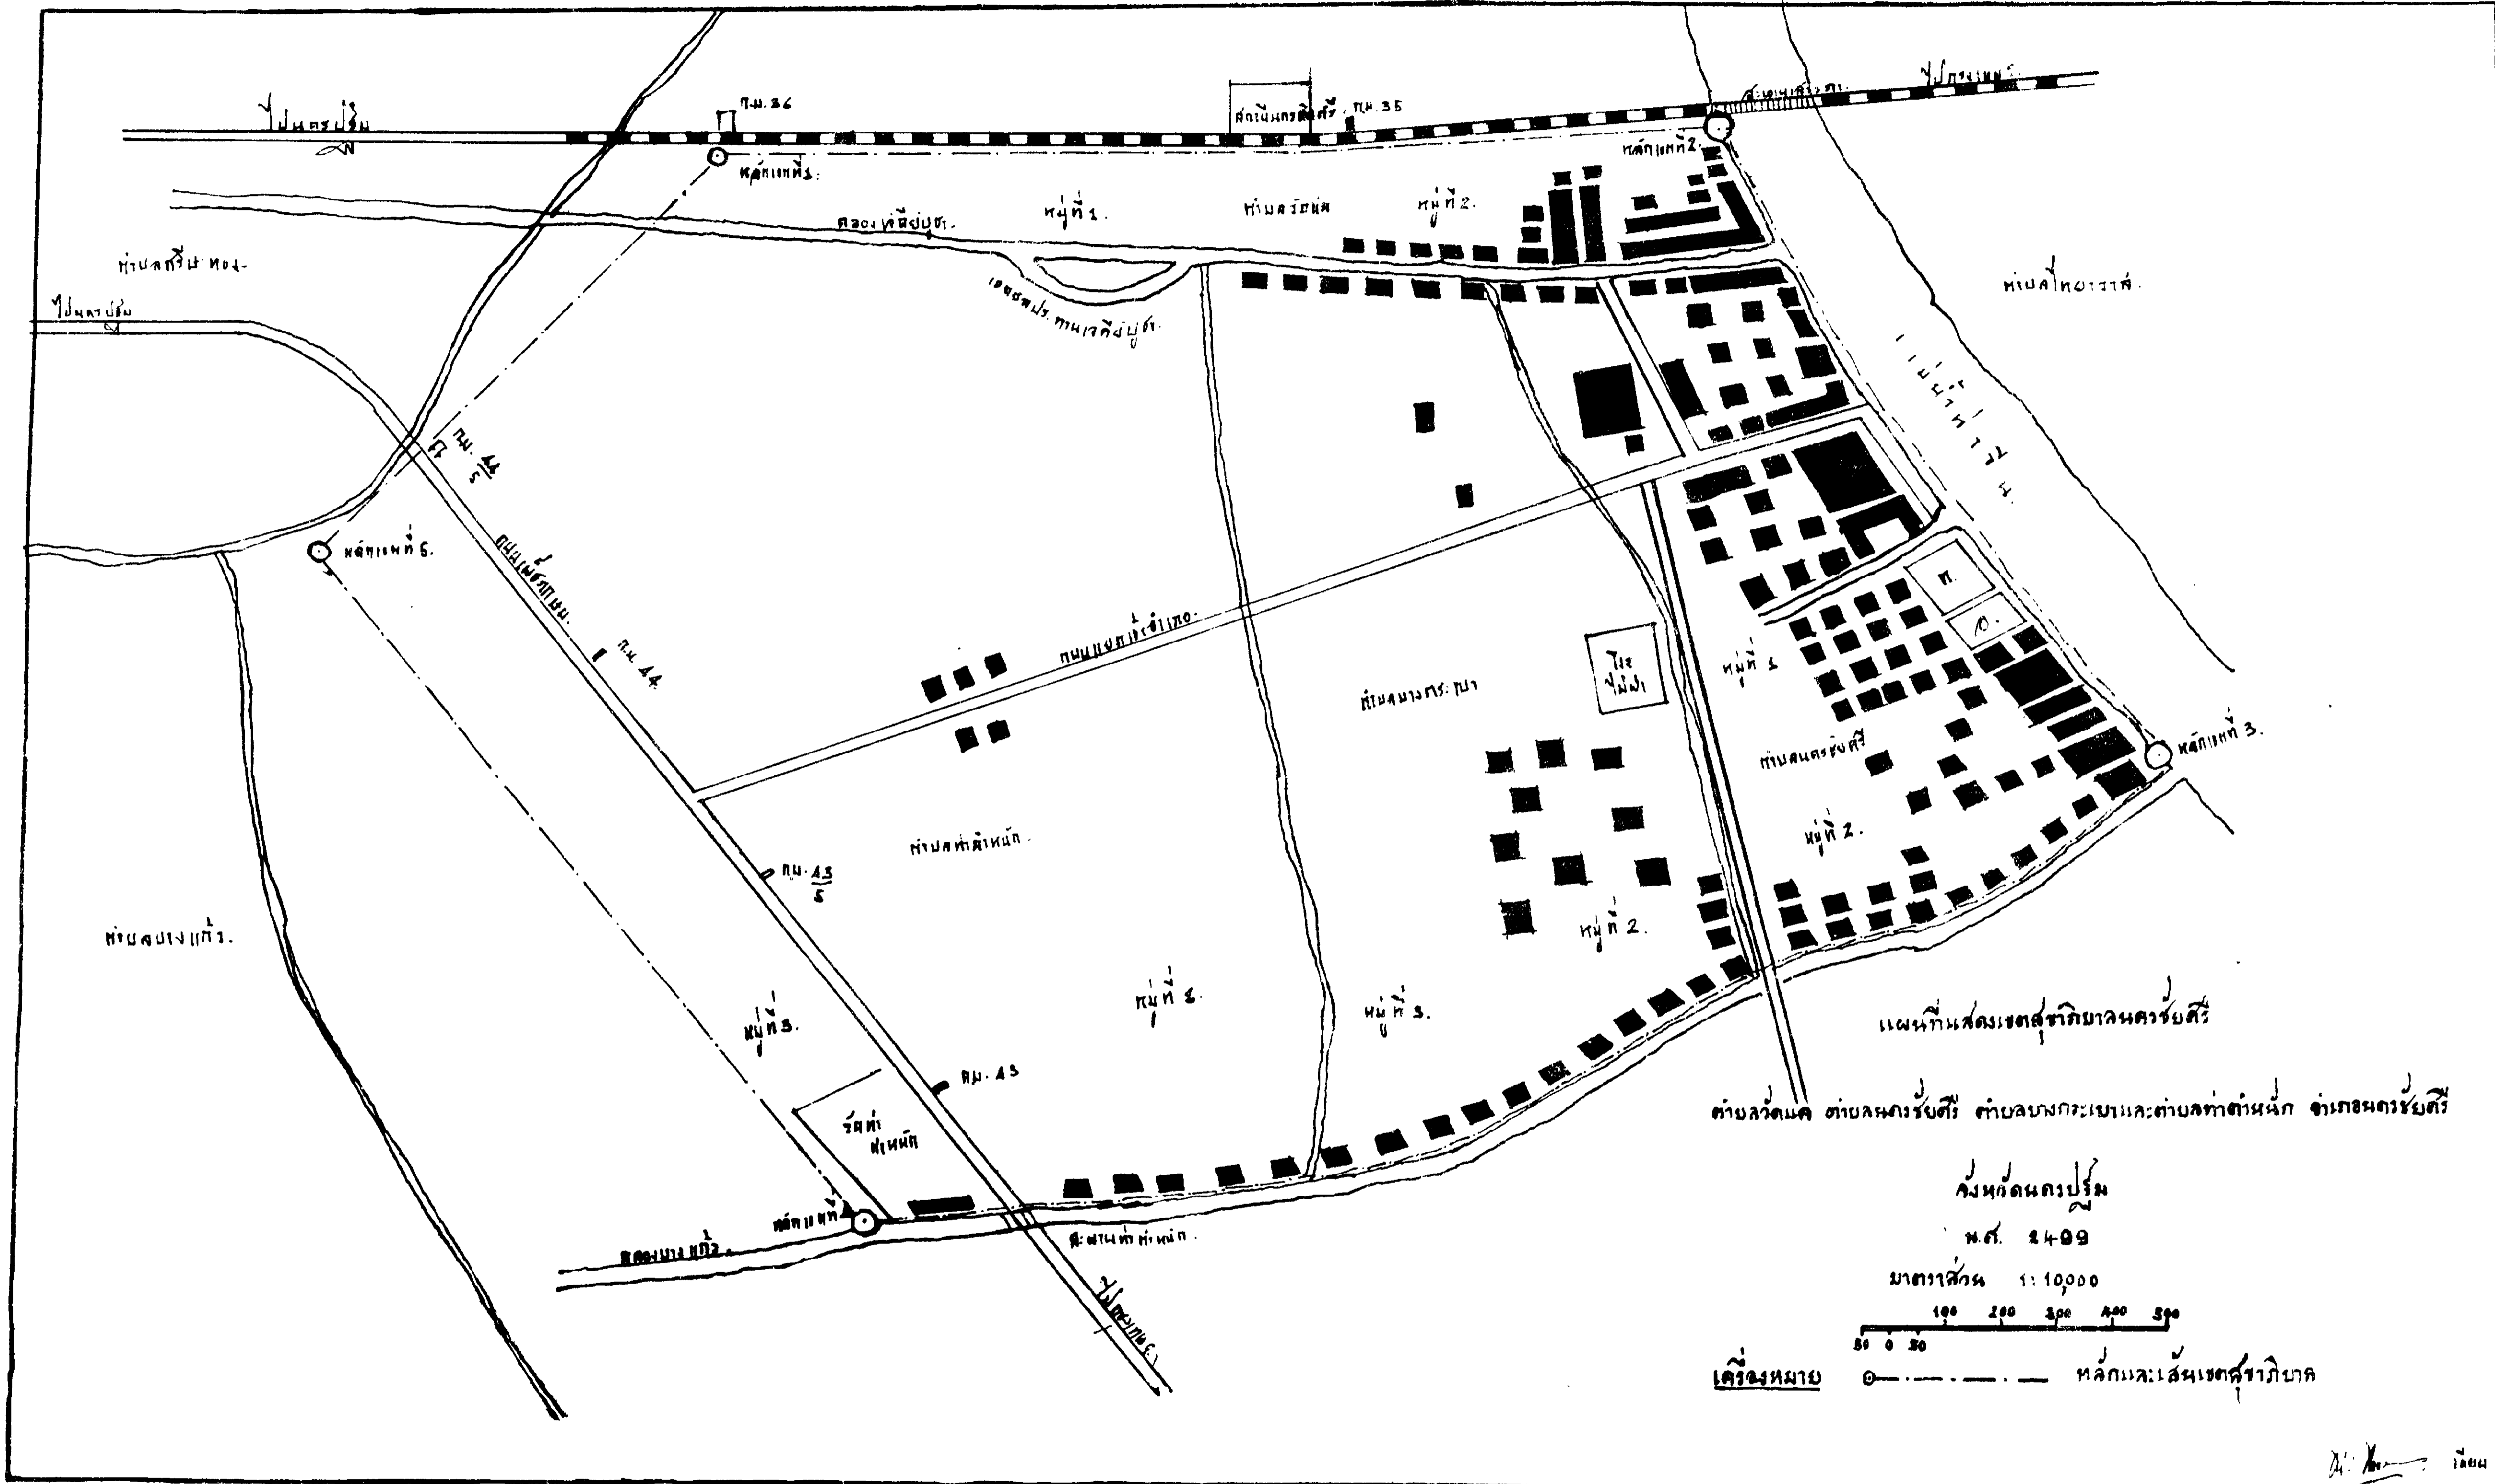 ไปนครปฐม
ก.ม. 36
สถานีนครชัยศรี
ก.ม. 35
ไปกรุงเทพฯ
หลักเขตที่ 1.
หลักเขตที่ 2.
หมู่ที่ 1.
ตำบลวัดแค
หมู่ที่ 2.
คลองเจดีย์บูชา.
ตำบลศรีษะทอง
ไปนครปฐม
ตำบลไทยาวาส.
แม่น้ำท่าจีน.
กม. 44/5
หลักเขตที่ 5.
ถนนเพ็ชรเกษม.
ก.ม. 44.
ถนนแยกเข้าอำเภอ.
ตำบลบางกระเบา
โรง
ไฟฟ้า
หมู่ที่ 1
ต.
อ.
ตำบลนครชัยศรี
หลักเขตที่ 3.
หมู่ที่ 2.
ตำบลท่าตำหนัก.
กม. 43/5
ตำบลบางแก้ว.
หมู่ที่ 2.
หมู่ที่ 3.
หมู่ที่ 2.
หมู่ที่ 3.
กม. 43
วัดท่า
ตำหนัก
หลักเขตที่ 4
คลองบางแก้ว.
สะพานท่าตำหนัก.
ไปกรุงเทพฯ
แผนที่แสดงเขตสุขาภิบาลนครชัยศรี
ตำบลวัดแค ตำบลนครชัยศรี ตำบลบางกระเบาและตำบลท่าตำหนัก อำเภอนครชัยศรี
จังหวัดนครปฐม
พ.ศ. 2499
มาตราส่วน 1:10,000
100 200 300 400 500
50 0 50
เครื่องหมาย
หลักและเส้นเขตสุขาภิบาล
เขียน